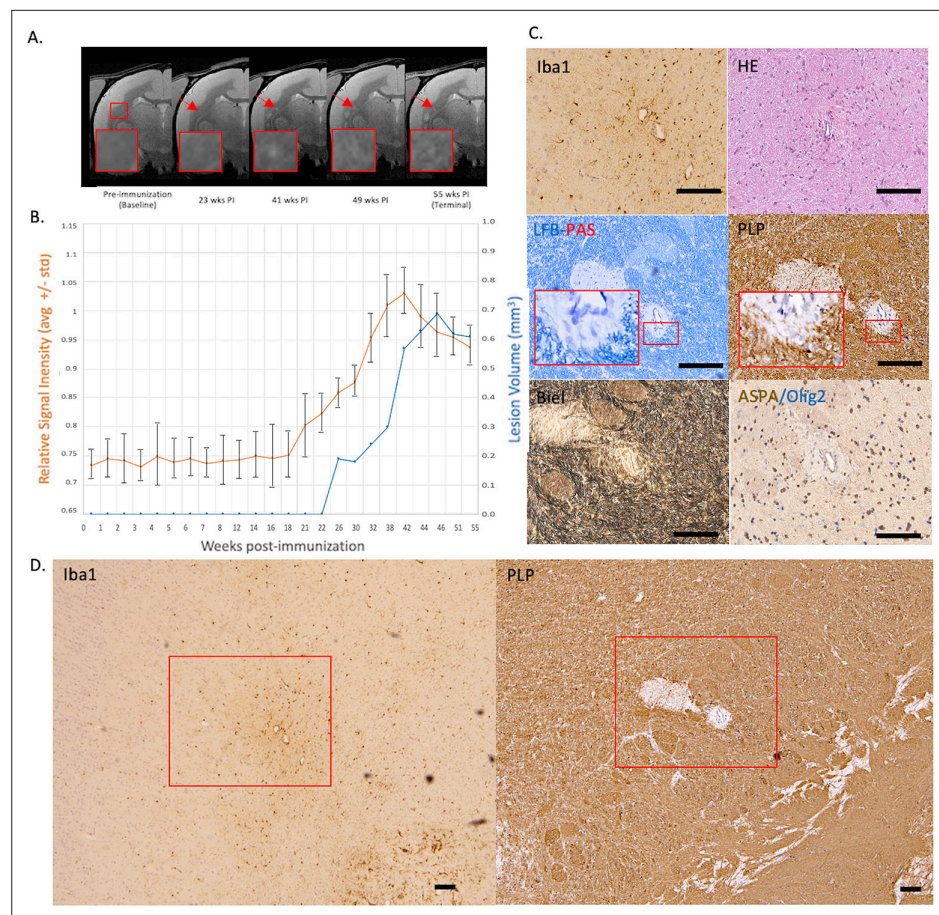 A.
Pre-immunization
(Baseline)
23 wks PI
41 wks PI
49 wks PI
55 wks PI
(Terminal)
B.
Relative Signal Inensity (avg +/- std)
1.15
1.1
1.05
1
0.95
0.9
0.85
0.8
0.75
0.7
0.65
1.0
0.9
0.8
0.7
0.6
0.5
0.4
0.3
0.2
0.1
0.0
Lesion Volume (mm³)
0 1 2 3 4 5 6 7 8 9 12 14 16 18 21 22 26 30 32 38 42 44 46 51 55
Weeks post-immunization
C.
Iba1
HE
LFB-PAS
PLP
Biel
ASPA/Olig2
D.
Iba1
PLP